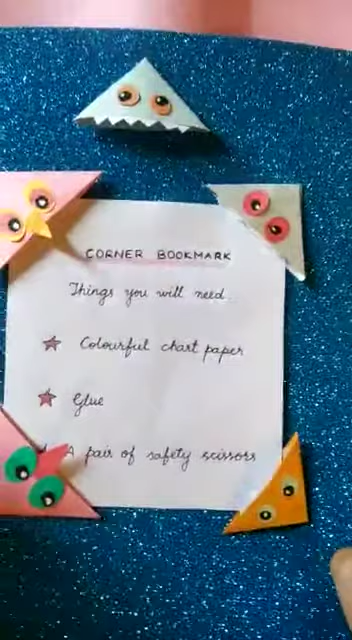 CORNER BOOKMARK
Things you will need.
Colourful chart paper
Glue
A pair of safety scissors